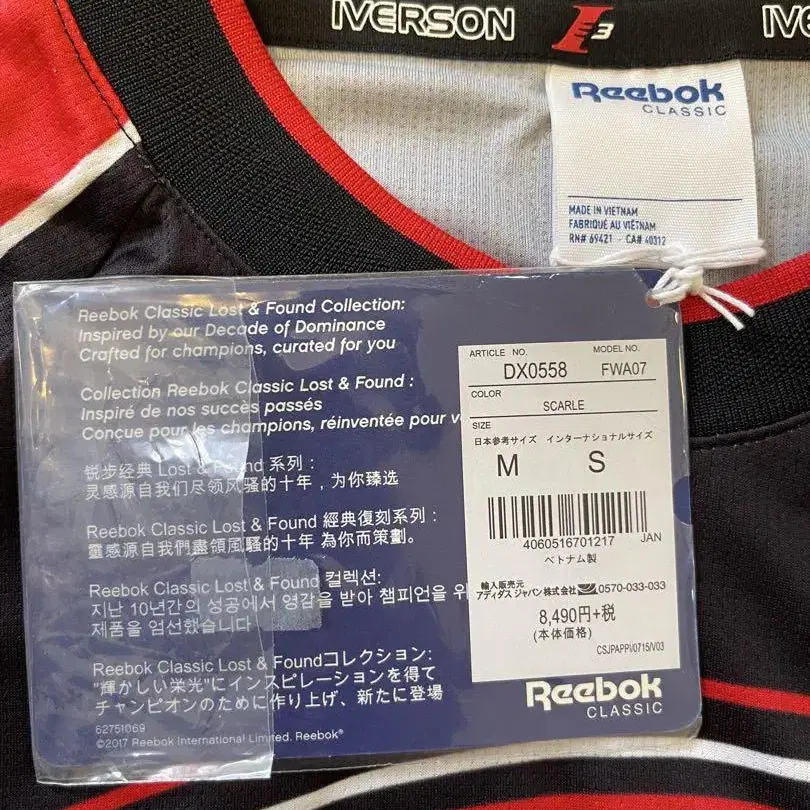 IVERSON
I3
Reebok
CLASSIC
MADE IN VIETNAM
FABRIQUÉ AU VIÊTNAM
RN# 69421 - CA# 40312
Reebok Classic Lost & Found Collection:
Inspired by our Decade of Dominance
Crafted for champions, curated for you
Collection Reebok Classic Lost & Found :
Inspiré de nos succès passés
Conçue pour les champions, réinventée pour
锐步经典 Lost & Found 系列：
灵感源自我们尽领风骚的十年，为你臻选
Reebok Classic Lost & Found 經典復刻系列：
靈感源自我們盡領風騷的十年 為你而策劃。
Reebok Classic Lost & Found 컬렉션:
지난 10년간의 성공에서 영감을 받아 챔피언을 위
제품을 엄선했습니다
Reebok Classic Lost & Foundコレクション:
"輝かしい栄光"にインスピレーションを得て
チャンピオンのために作り上げ、新たに登場
62751069
©2017 Reebok International Limited. Reebok®
ARTICLE NO.
MODEL NO.
DX0558
FWA07
COLOR
SCARLE
SIZE
日本参考サイズ インターナショナルサイズ
M S
4060516701217
JAN
ベトナム製
輸入販売元
アディダス ジャパン株式会社 0570-033-033
8,490円+税
(本体価格)
CSJPAPPI/0715/V03
Reebok
CLASSIC